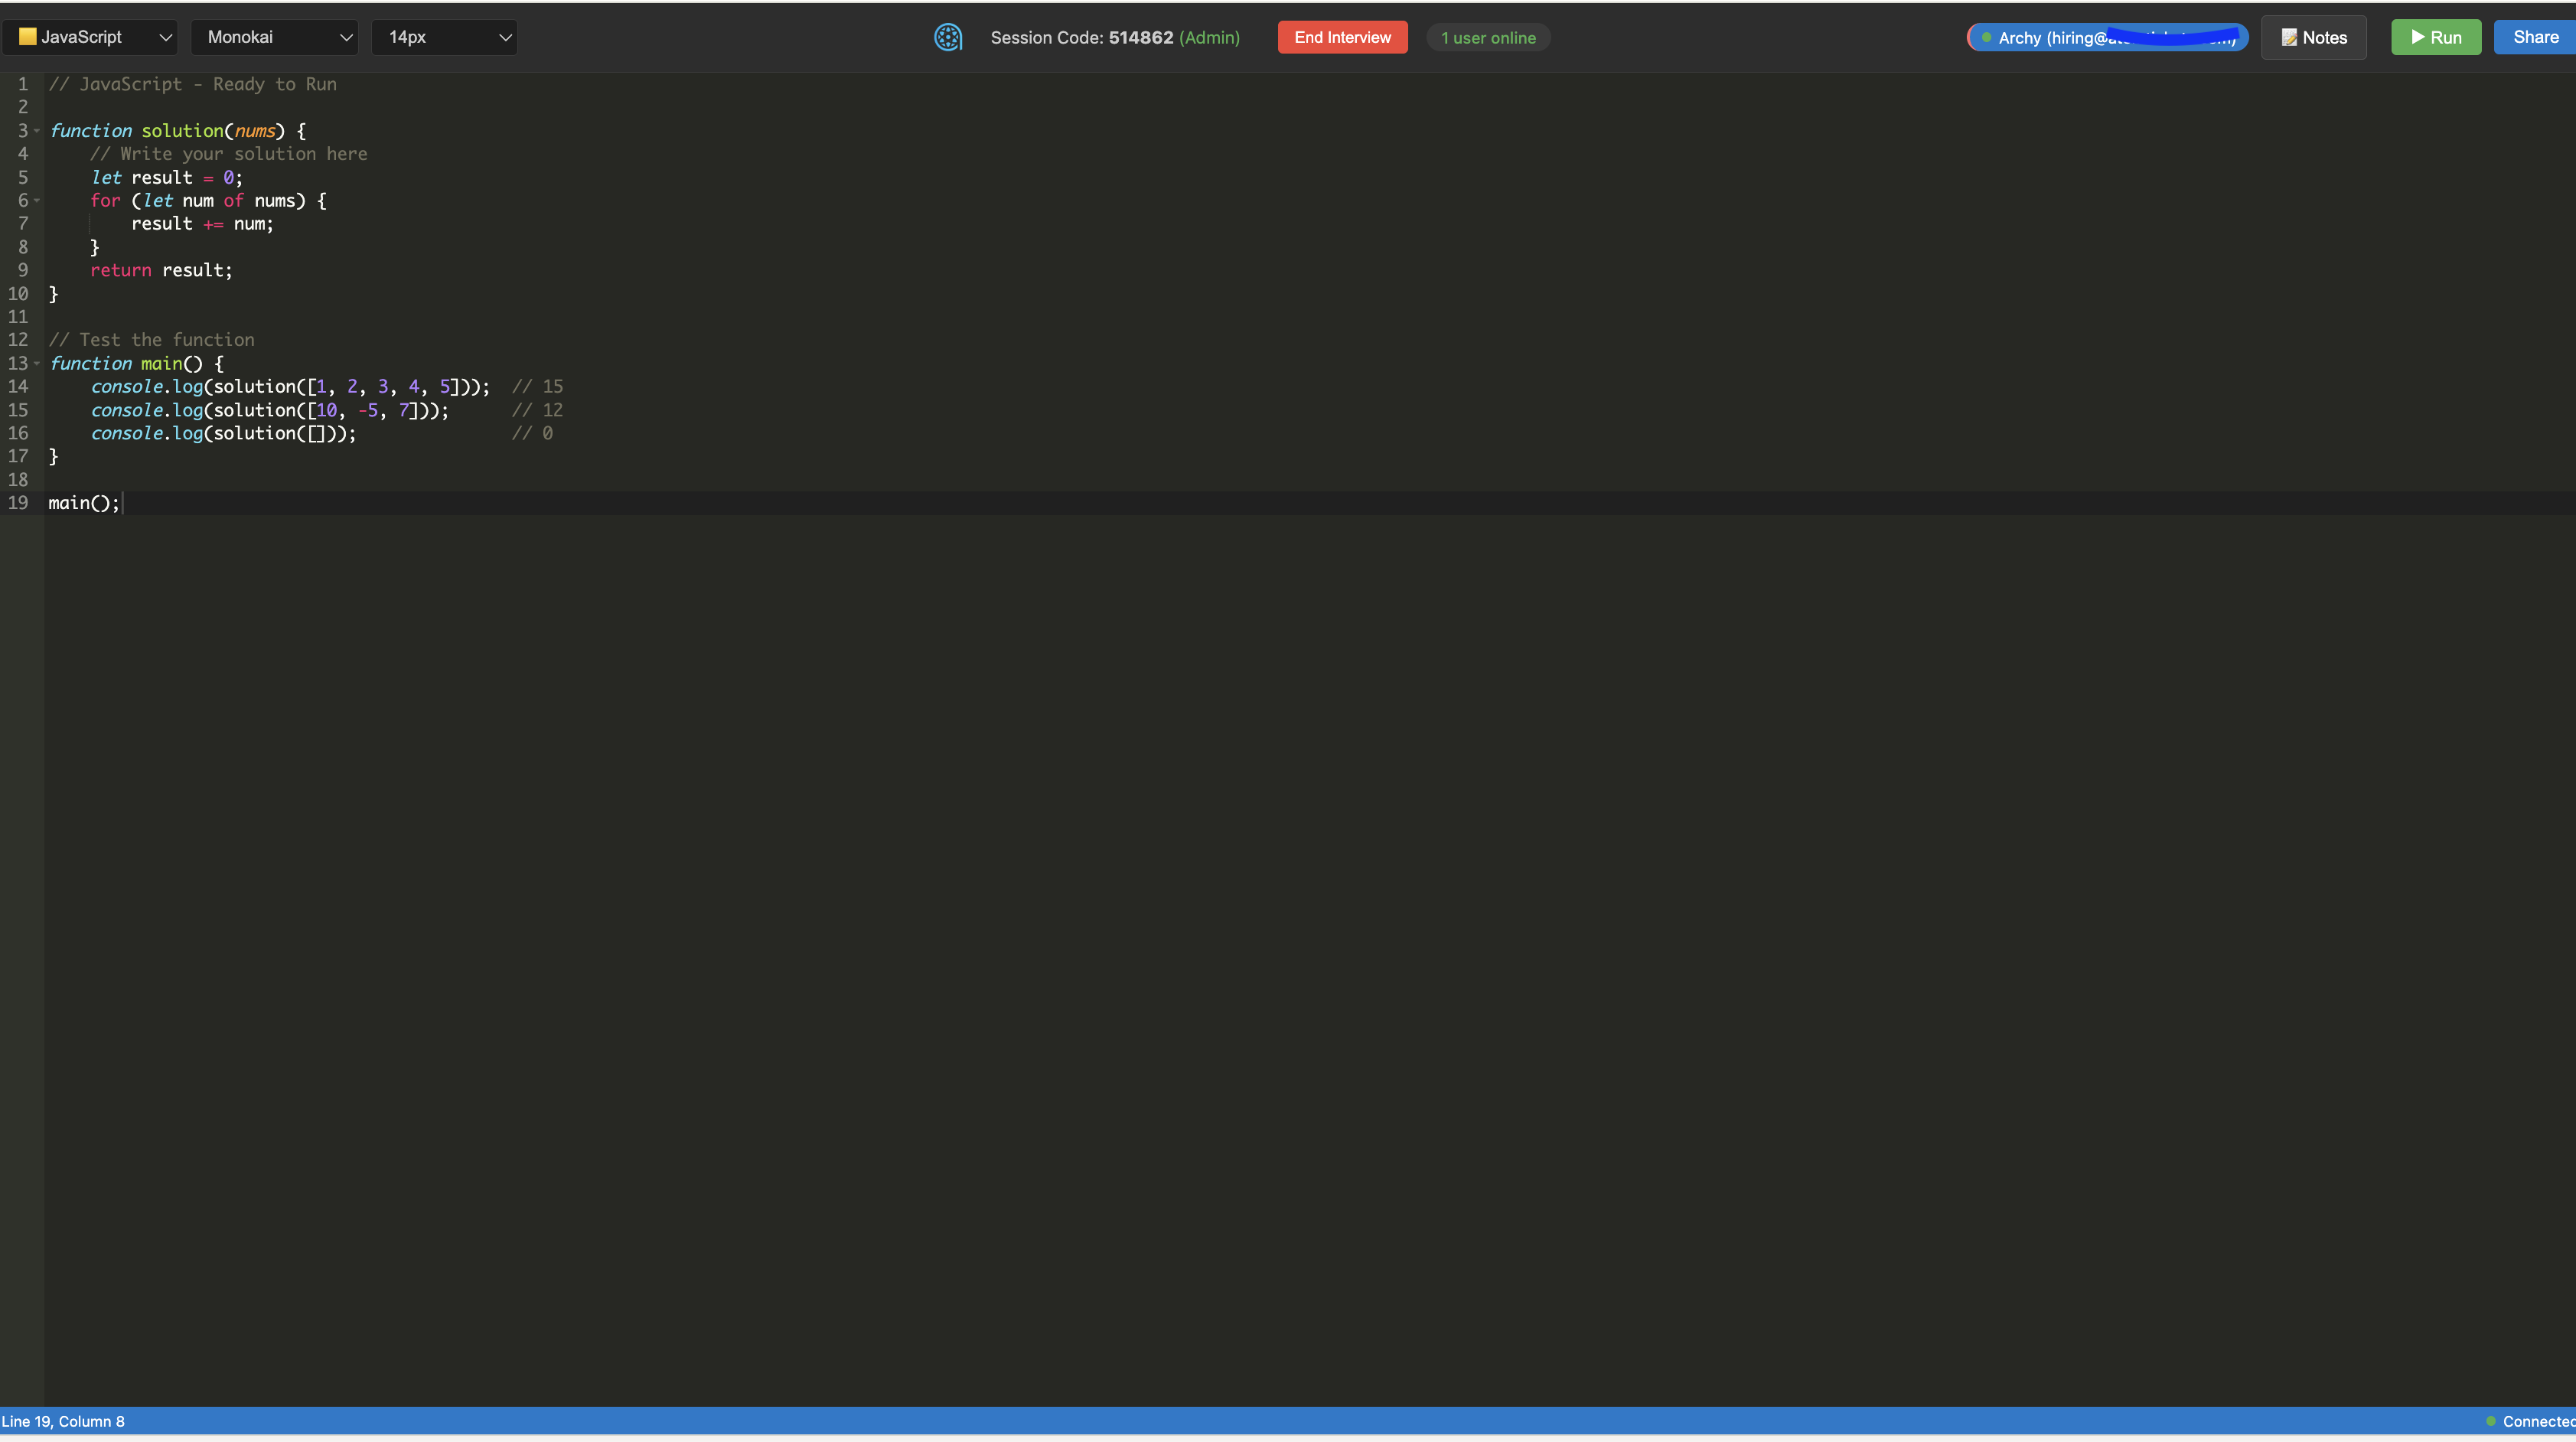 JavaScript Monokai 14px Session Code: 514862 (Admin) End Interview 1 user online Archy (hiring@ Notes Run Share
1 // JavaScript - Ready to Run
2
3 function solution(nums) {
4     // Write your solution here
5     let result = 0;
6     for (let num of nums) {
7         result += num;
8     }
9     return result;
10 }
11
12 // Test the function
13 function main() {
14     console.log(solution([1, 2, 3, 4, 5]));  // 15
15     console.log(solution([10, -5, 7]));      // 12
16     console.log(solution([]));               // 0
17 }
18
19 main();
Line 19, Column 8 Connected